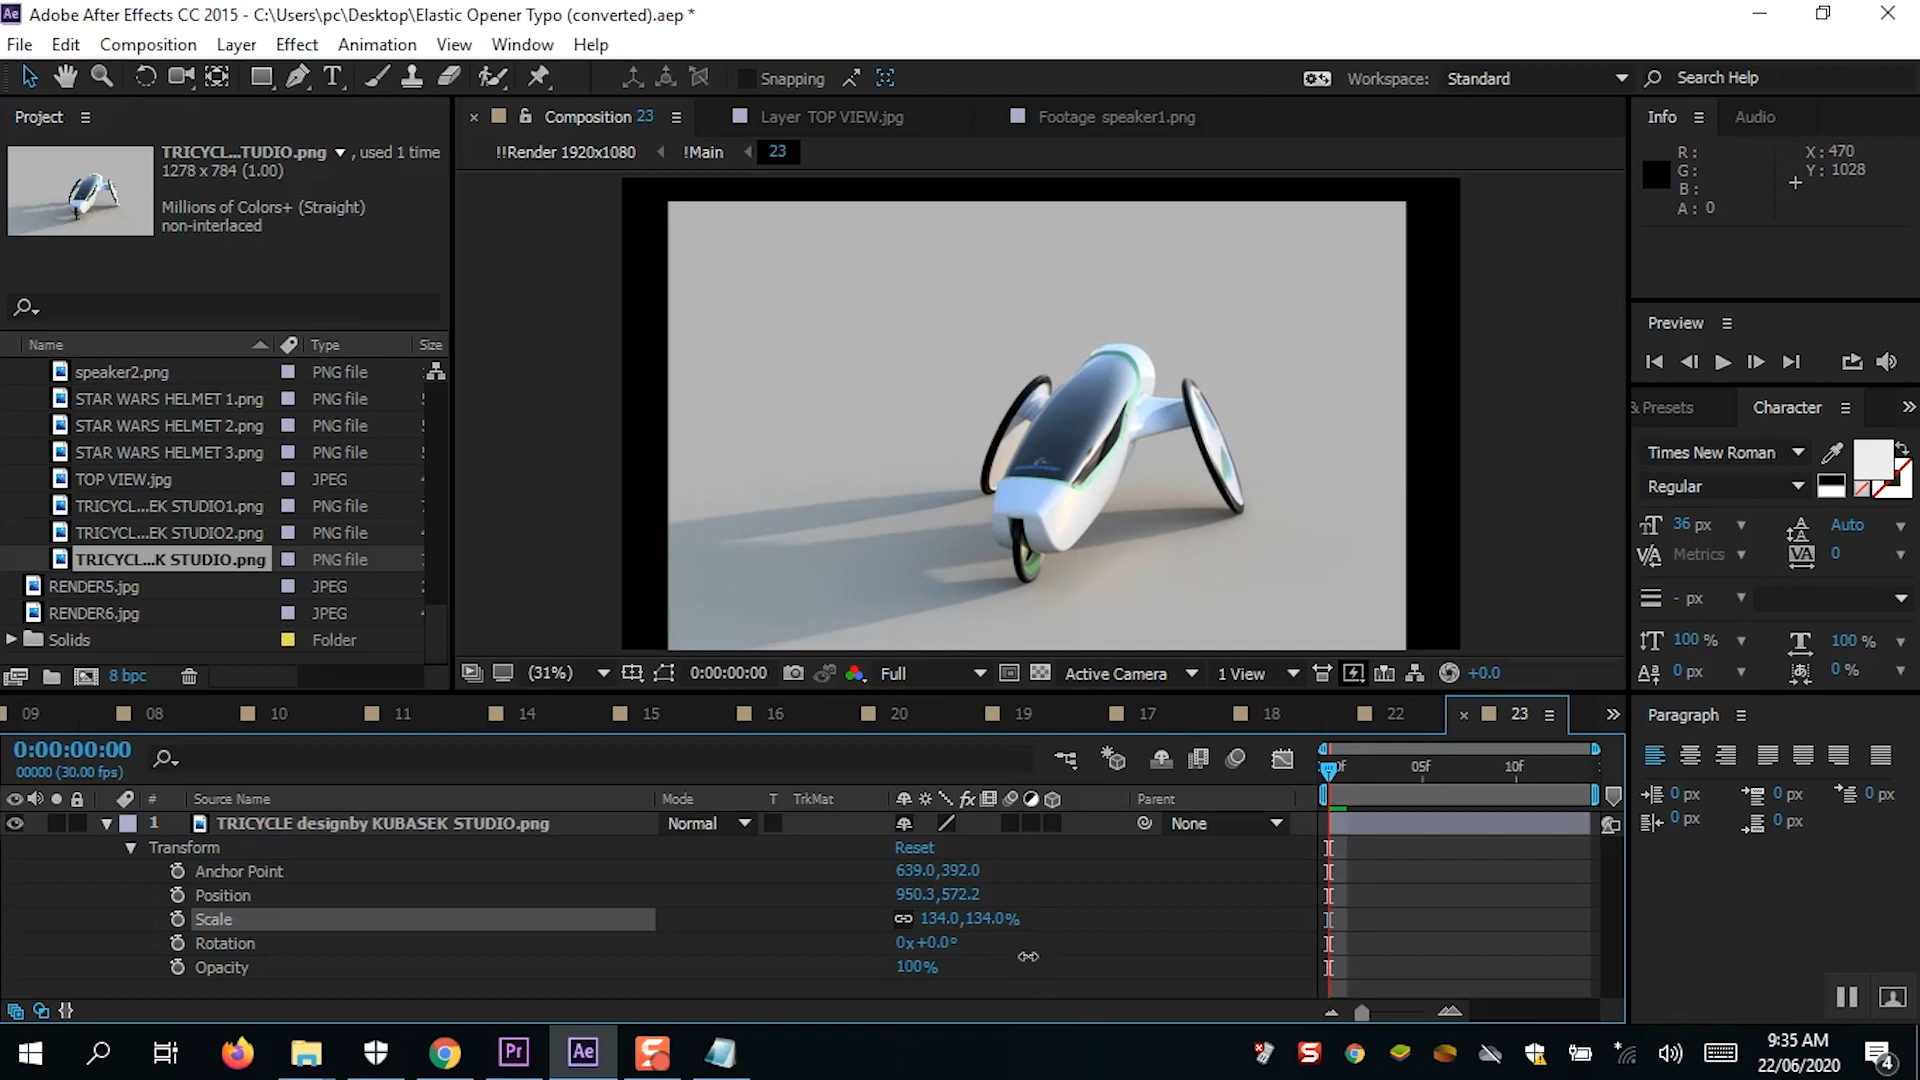 Adobe After Effects CC 2015 - C:\Users\pc\Desktop\Elastic Opener Typo (converted).aep *
File Edit Composition Layer Effect Animation View Window Help
Snapping
Workspace: Standard
Search Help
Project
TRICYCL...TUDIO.png ▼ , used 1 time
1278 x 784 (1.00)
Millions of Colors+ (Straight)
non-interlaced
Name Type Size
speaker2.png PNG file
STAR WARS HELMET 1.png PNG file
STAR WARS HELMET 2.png PNG file
STAR WARS HELMET 3.png PNG file
TOP VIEW.jpg JPEG
TRICYCL...EK STUDIO1.png PNG file
TRICYCL...EK STUDIO2.png PNG file
TRICYCL...K STUDIO.png PNG file
RENDER5.jpg JPEG
RENDER6.jpg JPEG
Solids Folder
8 bpc
Composition 23
Layer TOP VIEW.jpg
Footage speaker1.png
!!Render 1920x1080 !Main 23
(31%) 0:00:00:00 Full Active Camera 1 View +0.0
Info Audio
R: X: 470
G: Y: 1028
B:
A: 0
Preview
& Presets Character
Times New Roman
Regular
36 px Auto
Metrics 0
- px
100 % 100 %
0 px 0 %
Paragraph
0 px 0 px 0 px
0 px 0 px
09 08 10 11 14 15 16 20 19 17 18 22 23
0:00:00:00
00000 (30.00 fps)
05f 10f
# Source Name Mode T TrkMat Parent
1 TRICYCLE designby KUBASEK STUDIO.png Normal None
Transform Reset
Anchor Point 639.0,392.0
Position 950.3,572.2
Scale 134.0,134.0%
Rotation 0x+0.0°
Opacity 100%
Pr Ae
9:35 AM
22/06/2020
4